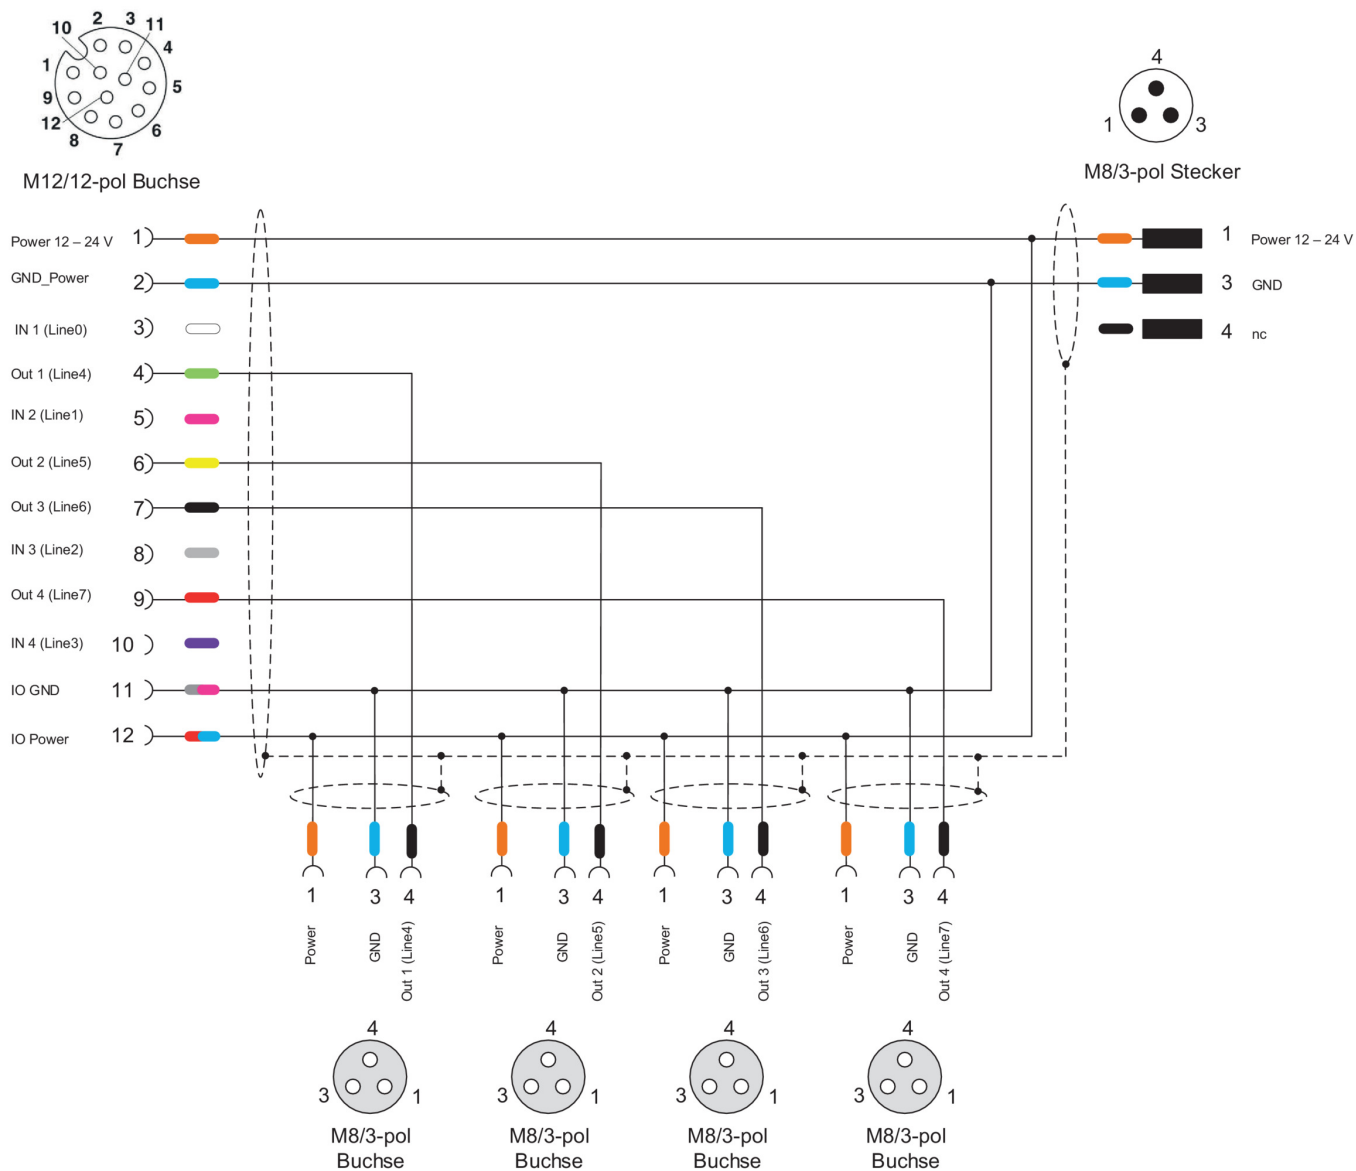 2 3 11
10
4
1
5
9
12
6
8
7
M12/12-pol Buchse
4
1 3
M8/3-pol Stecker
Power 12 – 24 V 1 1 Power 12 – 24 V
GND_Power 2 3 GND
IN 1 (Line0) 3 4 nc
Out 1 (Line4) 4
IN 2 (Line1) 5
Out 2 (Line5) 6
Out 3 (Line6) 7
IN 3 (Line2) 8
Out 4 (Line7) 9
IN 4 (Line3) 10
IO GND 11
IO Power 12
1 3 4 1 3 4 1 3 4 1 3 4
Power
GND
Out 1 (Line4)
Power
GND
Out 2 (Line5)
Power
GND
Out 3 (Line6)
Power
GND
Out 4 (Line7)
4 4 4 4
3 1 3 1 3 1 3 1
M8/3-pol M8/3-pol M8/3-pol M8/3-pol
Buchse Buchse Buchse Buchse